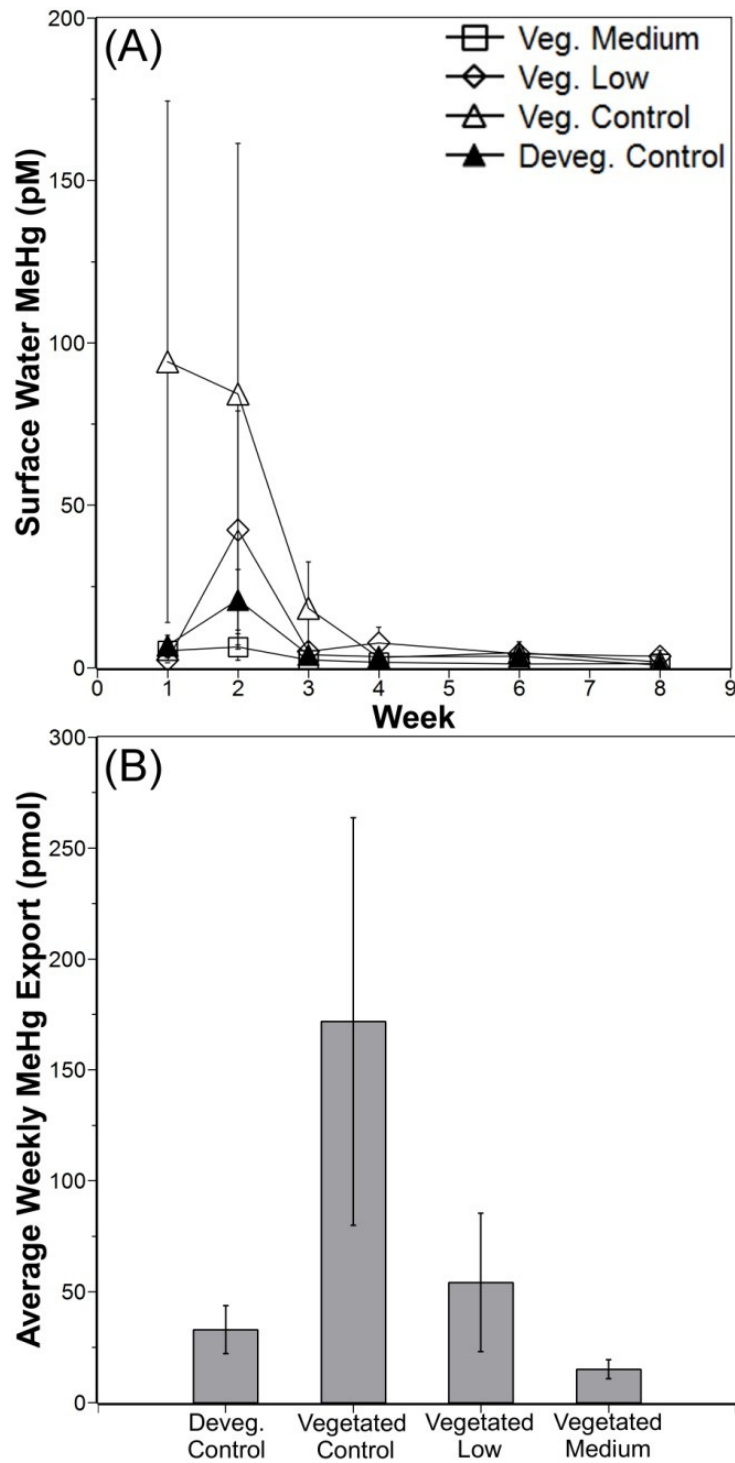 (A)
Veg. Medium
Veg. Low
Veg. Control
Deveg. Control
Surface Water MeHg (pM)
200
150
100
50
0
0 1 2 3 4 5 6 7 8 9
Week
(B)
Average Weekly MeHg Export (pmol)
300
250
200
150
100
50
0
Deveg. Vegetated Vegetated Vegetated
Control Control Low Medium